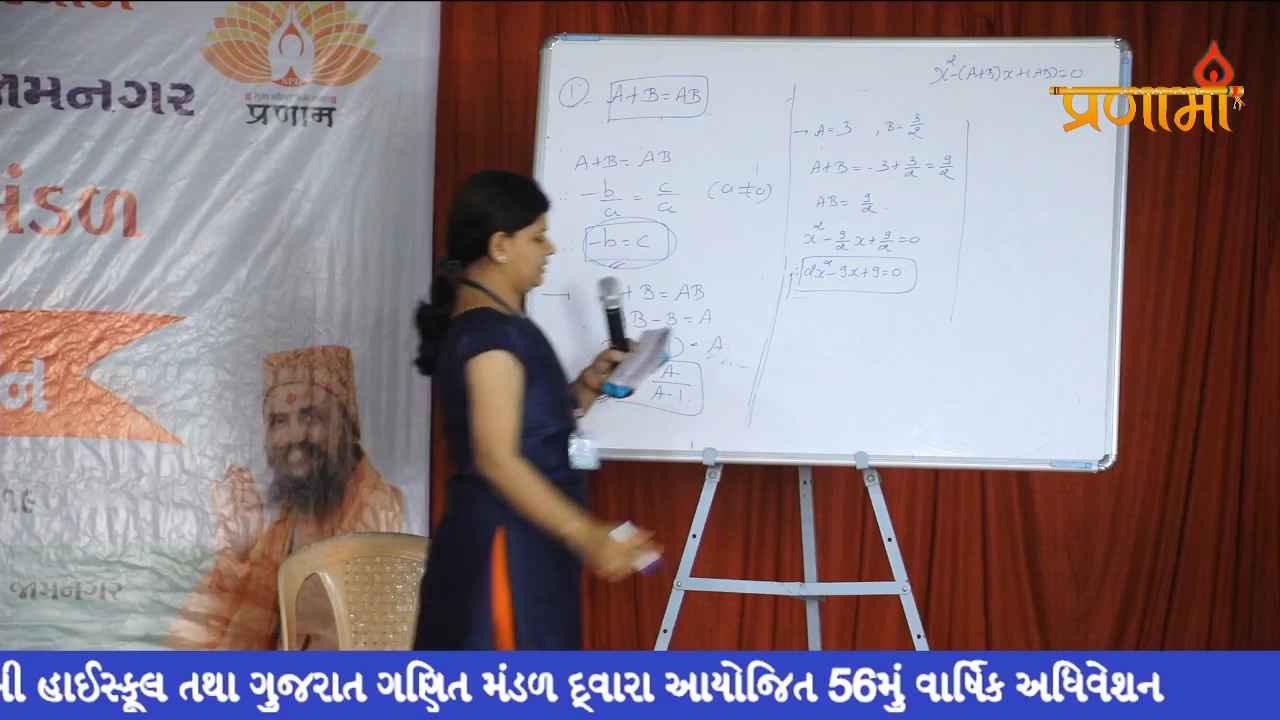 જામનગર
प्रणाम
મંડળ
ન
જામનગર
① A + B = AB
A + B = AB
∴ -b/a = c/a (a ≠ 0)
∴ -b = c
→ + B = AB
B - B = A
) = A
A/(A-1)
x² - (A+B)x + (AB) = 0
→ A = 3 , B = 3/2
A + B = 3 + 3/2 = 9/2
AB = 9/2
x² - 9/2 x + 9/2 = 0
∴ 2x² - 9x + 9 = 0
प्रणामी
મી હાઈસ્કૂલ તથા ગુજરાત ગણિત મંડળ દ્વારા આયોજિત 56મું વાર્ષિક અધિવેશન